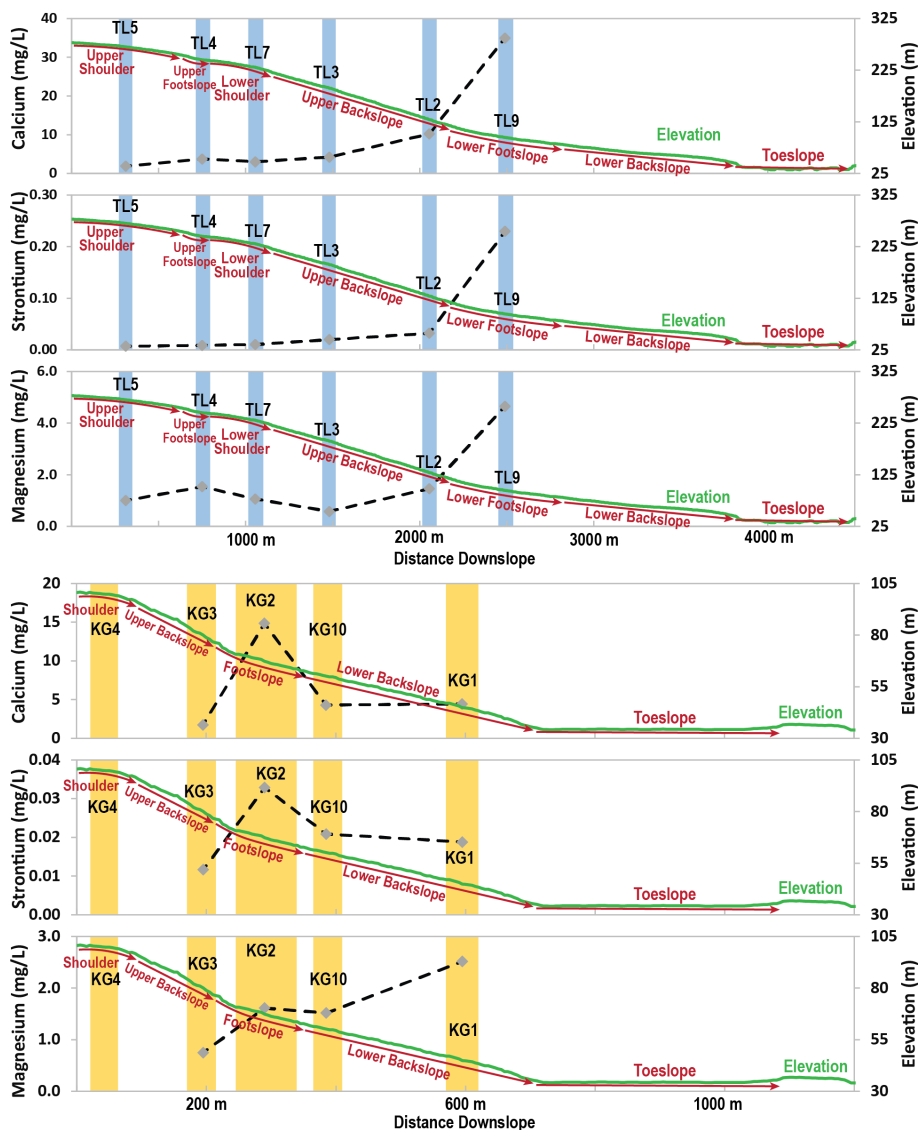 Calcium (mg/L)
40
30
20
10
0
TL5
TL4
TL7
TL3
TL2
TL9
Upper
Shoulder
Upper
Footslope
Lower
Shoulder
Upper Backslope
Lower Footslope
Lower Backslope
Elevation
Toeslope
325
225
125
25
Elevation (m)
Strontium (mg/L)
0.30
0.20
0.10
0.00
TL5
TL4
TL7
TL3
TL2
TL9
Upper
Shoulder
Upper
Footslope
Lower
Shoulder
Upper Backslope
Lower Footslope
Lower Backslope
Elevation
Toeslope
325
225
125
25
Elevation (m)
Magnesium (mg/L)
6.0
4.0
2.0
0.0
TL5
TL4
TL7
TL3
TL2
TL9
Upper
Shoulder
Upper
Footslope
Lower
Shoulder
Upper Backslope
Lower Footslope
Lower Backslope
Elevation
Toeslope
325
225
125
25
Elevation (m)
1000 m
2000 m
3000 m
4000 m
Distance Downslope
Calcium (mg/L)
20
15
10
5
0
Shoulder
KG4
Upper Backslope
KG3
KG2
Footslope
KG10
Lower Backslope
KG1
Toeslope
Elevation
105
80
55
30
Elevation (m)
Strontium (mg/L)
0.04
0.03
0.02
0.01
0.00
Shoulder
KG4
Upper Backslope
KG3
KG2
Footslope
KG10
Lower Backslope
KG1
Toeslope
Elevation
105
80
55
30
Elevation (m)
Magnesium (mg/L)
3.0
2.0
1.0
0.0
Shoulder
KG4
Upper Backslope
KG3
KG2
Footslope
KG10
Lower Backslope
KG1
Toeslope
Elevation
105
80
55
30
Elevation (m)
200 m
600 m
1000 m
Distance Downslope